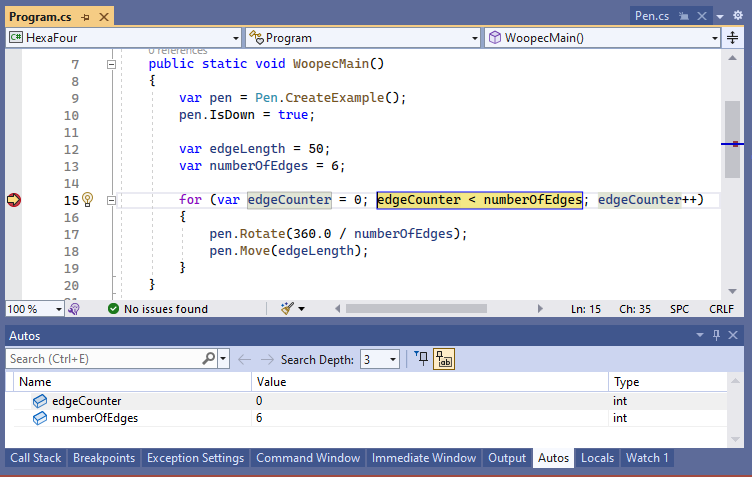 Program.cs
Pen.cs
HexaFour
Program
WoopecMain()
0 references
7 public static void WoopecMain()
8 {
9 var pen = Pen.CreateExample();
10 pen.IsDown = true;
11
12 var edgeLength = 50;
13 var numberOfEdges = 6;
14
15 for (var edgeCounter = 0; edgeCounter < numberOfEdges; edgeCounter++)
16 {
17 pen.Rotate(360.0 / numberOfEdges);
18 pen.Move(edgeLength);
19 }
20 }
100 % No issues found Ln: 15 Ch: 35 SPC CRLF
Autos
Search (Ctrl+E) Search Depth: 3
Name Value Type
edgeCounter 0 int
numberOfEdges 6 int
Call Stack Breakpoints Exception Settings Command Window Immediate Window Output Autos Locals Watch 1